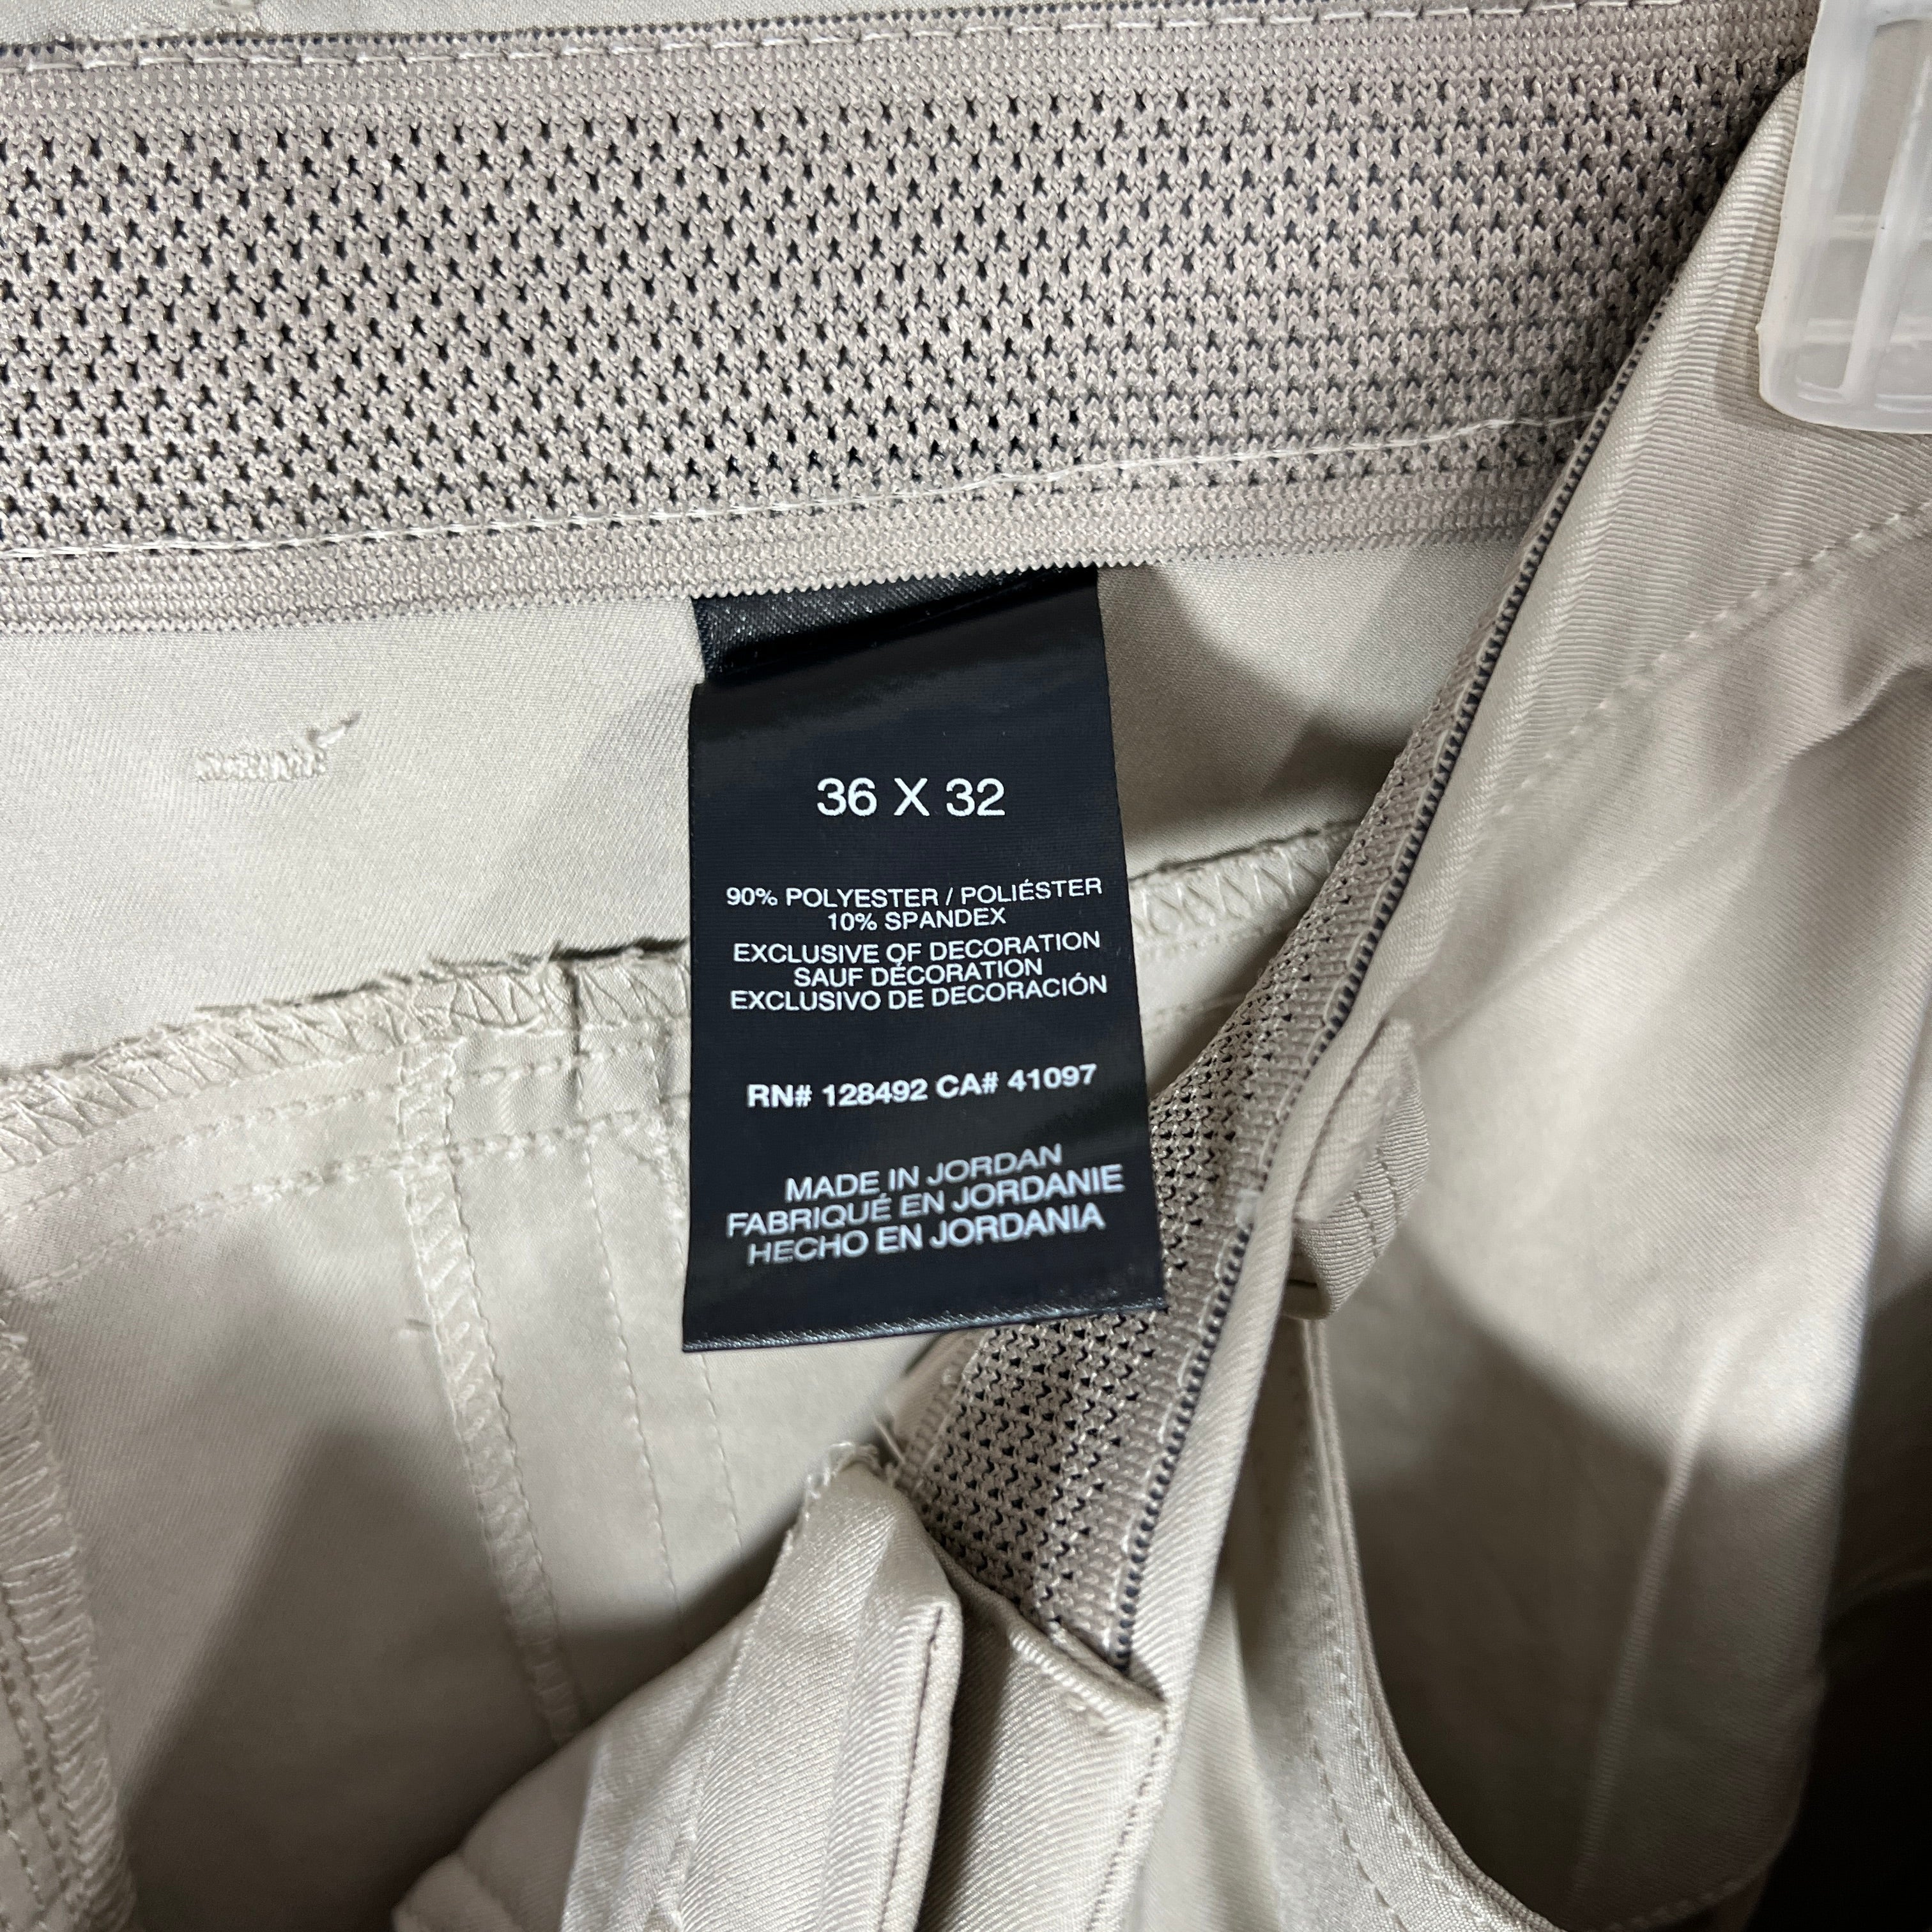 36 X 32
90% POLYESTER / POLIÉSTER
10% SPANDEX
EXCLUSIVE OF DECORATION
SAUF DÉCORATION
EXCLUSIVO DE DECORACIÓN
RN# 128492 CA# 41097
MADE IN JORDAN
FABRIQUÉ EN JORDANIE
HECHO EN JORDANIA